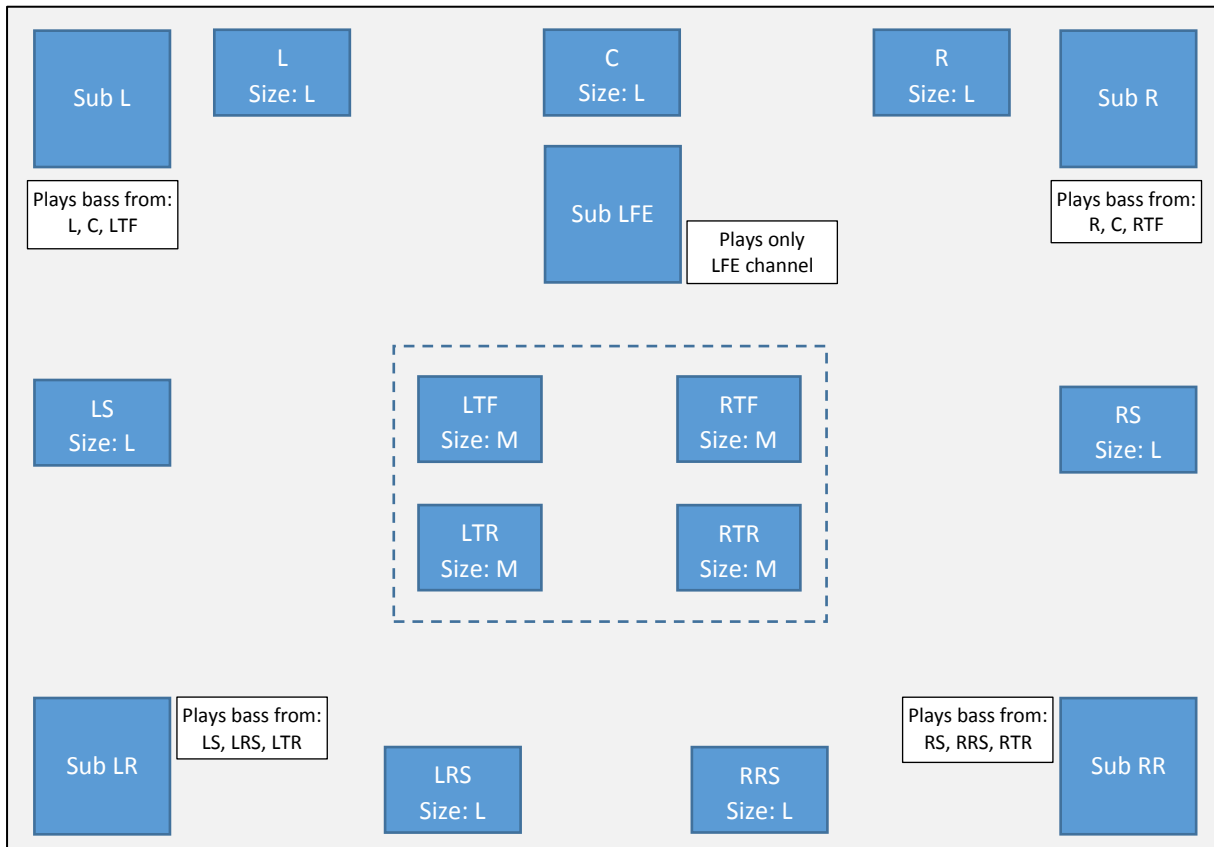 Sub L
L
Size: L
C
Size: L
R
Size: L
Sub R
Plays bass from:
L, C, LTF
Sub LFE
Plays only
LFE channel
Plays bass from:
R, C, RTF
LS
Size: L
LTF
Size: M
RTF
Size: M
RS
Size: L
LTR
Size: M
RTR
Size: M
Sub LR
Plays bass from:
LS, LRS, LTR
LRS
Size: L
RRS
Size: L
Plays bass from:
RS, RRS, RTR
Sub RR